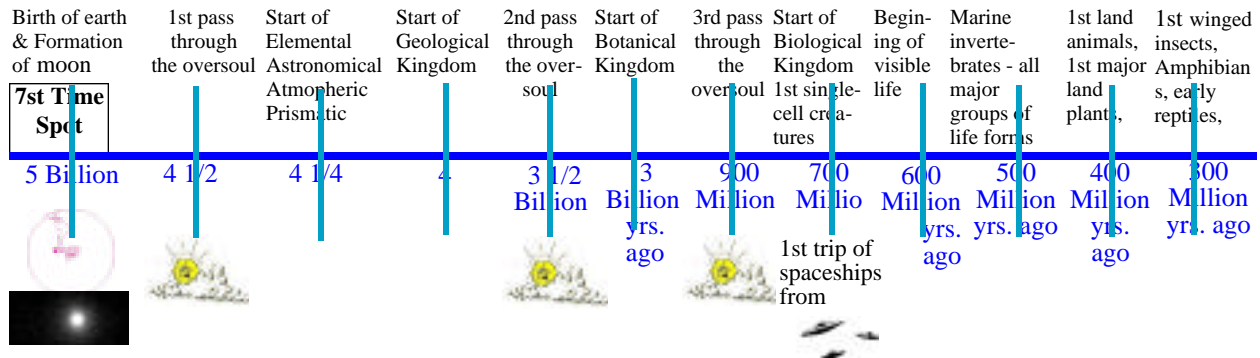 Birth of earth
& Formation
of moon
7st Time
Spot
5 Billion
1st pass
through
the oversoul
4 1/2
Start of
Elemental
Astronomical
Atmopheric
Prismatic
4 1/4
Start of
Geological
Kingdom
4
2nd pass
through
the over-
soul
3 1/2
Billion
Start of
Botanical
Kingdom
3
Billion
yrs.
ago
3rd pass
through
the
oversoul
900
Million
Start of
Biological
Kingdom
1st single-
cell crea-
tures
700
Millio
1st trip of
spaceships
from
Begin-
ing of
visible
life
600
Million
yrs.
ago
Marine
inverte-
brates - all
major
groups of
life forms
500
Million
yrs. ago
1st land
animals,
1st major
land
plants,
400
Million
yrs.
ago
1st winged
insects,
Amphibian
s, early
reptiles,
300
Million
yrs. ago